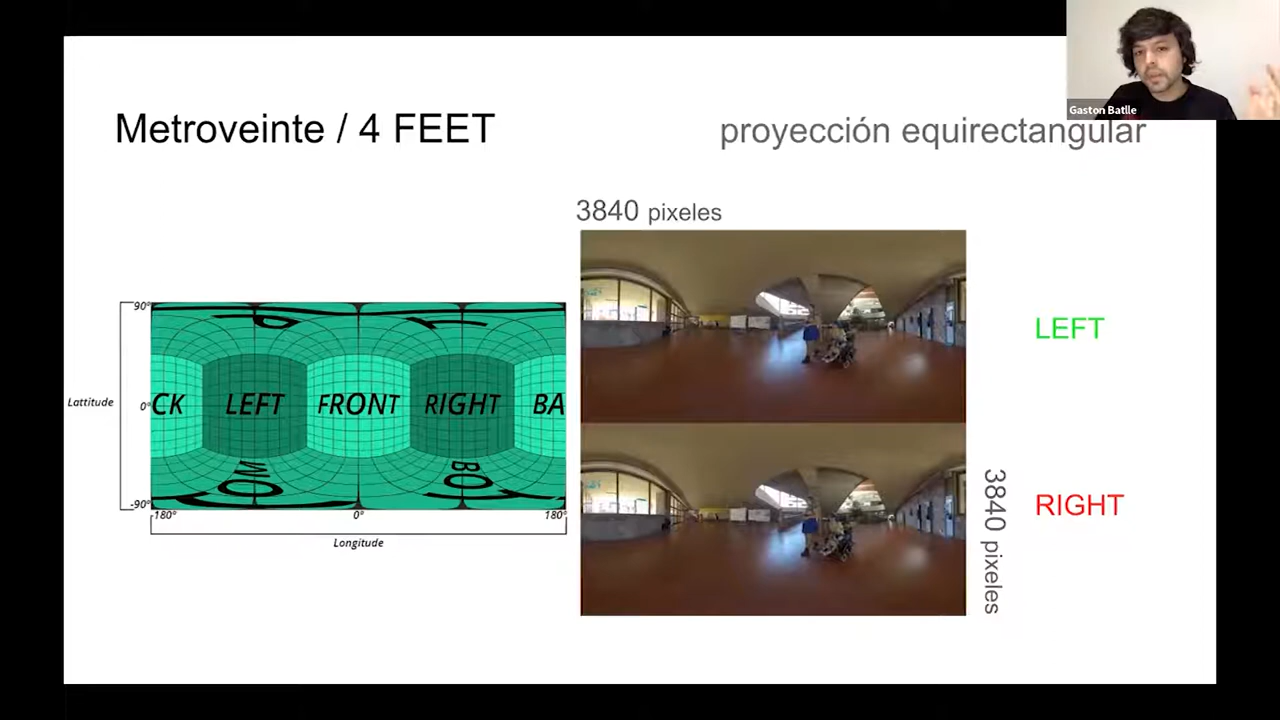 Gaston Batlle
Metroveinte / 4 FEET
proyección equirectangular
3840 pixeles
90°
Lattitude
0°
-90°
CK
LEFT
FRONT
RIGHT
BA
BO
-180°
0°
180°
Longitude
LEFT
RIGHT
3840 pixeles